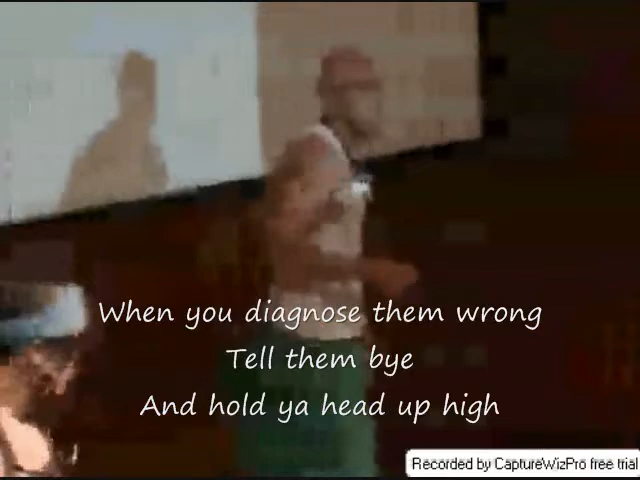 When you diagnose them wrong
Tell them bye
And hold ya head up high
Recorded by CaptureWizPro free trial